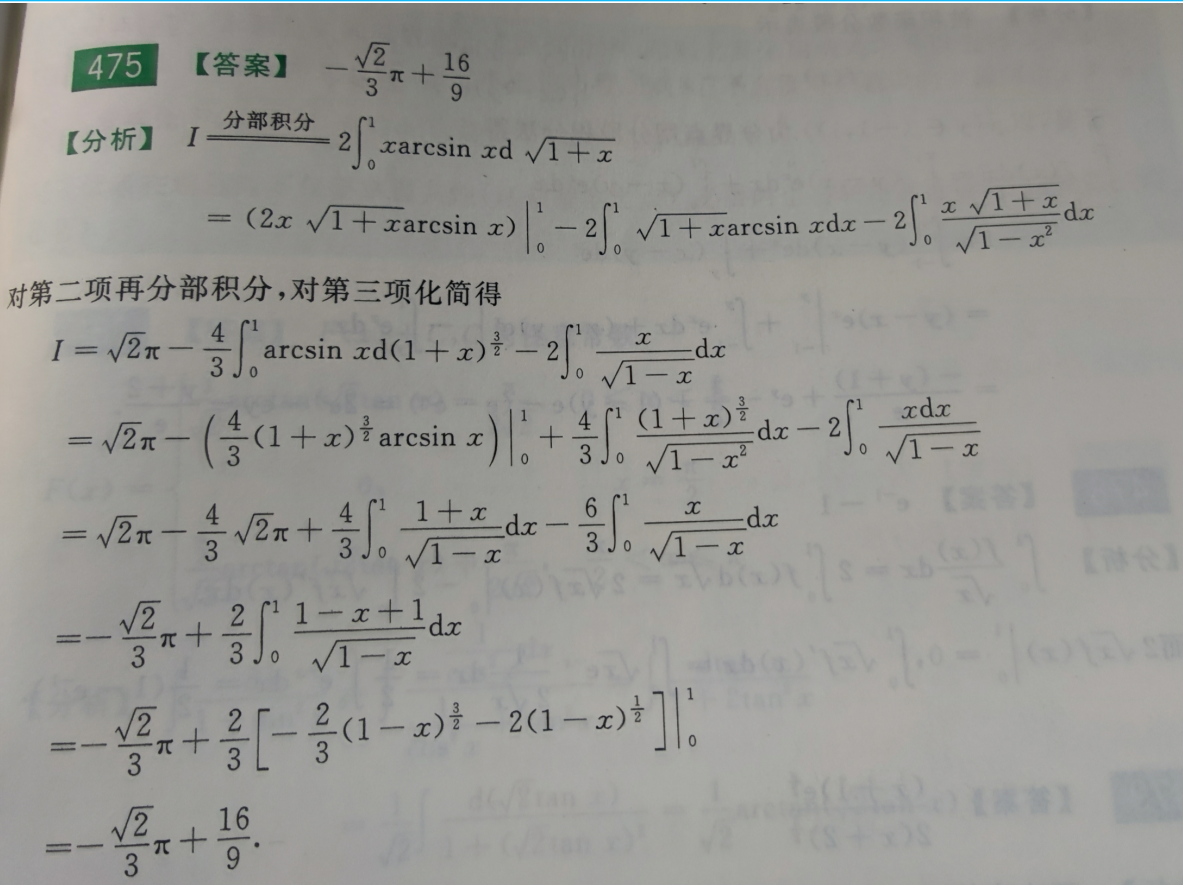 475 【答案】 $-\frac{\sqrt{2}}{3}\pi+\frac{16}{9}$
【分析】 $I \xlongequal{\text{分部积分}} 2\int_0^1 x\arcsin x\mathrm{d}\sqrt{1+x}$
$=(2x\sqrt{1+x}\arcsin x)\Big|_0^1-2\int_0^1\sqrt{1+x}\arcsin x\mathrm{d}x-2\int_0^1\frac{x\sqrt{1+x}}{\sqrt{1-x^2}}\mathrm{d}x$
对第二项再分部积分,对第三项化简得
$I=\sqrt{2}\pi-\frac{4}{3}\int_0^1\arcsin x\mathrm{d}(1+x)^{\frac{3}{2}}-2\int_0^1\frac{x}{\sqrt{1-x}}\mathrm{d}x$
$=\sqrt{2}\pi-\left(\frac{4}{3}(1+x)^{\frac{3}{2}}\arcsin x\right)\Big|_0^1+\frac{4}{3}\int_0^1\frac{(1+x)^{\frac{3}{2}}}{\sqrt{1-x^2}}\mathrm{d}x-2\int_0^1\frac{x\mathrm{d}x}{\sqrt{1-x}}$
$=\sqrt{2}\pi-\frac{4}{3}\sqrt{2}\pi+\frac{4}{3}\int_0^1\frac{1+x}{\sqrt{1-x}}\mathrm{d}x-\frac{6}{3}\int_0^1\frac{x}{\sqrt{1-x}}\mathrm{d}x$
$=-\frac{\sqrt{2}}{3}\pi+\frac{2}{3}\int_0^1\frac{1-x+1}{\sqrt{1-x}}\mathrm{d}x$
$=-\frac{\sqrt{2}}{3}\pi+\frac{2}{3}\left[-\frac{2}{3}(1-x)^{\frac{3}{2}}-2(1-x)^{\frac{1}{2}}\right]\Big|_0^1$
$=-\frac{\sqrt{2}}{3}\pi+\frac{16}{9}.$